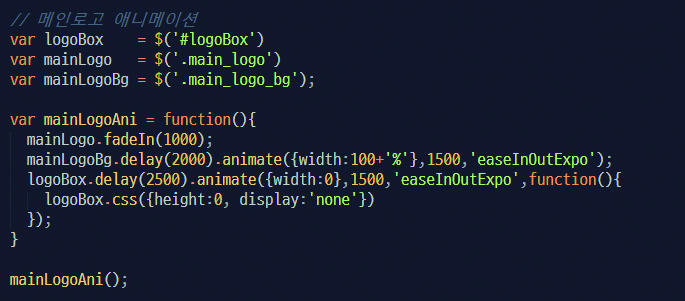 // 메인로고 애니메이션
var logoBox    = $('#logoBox')
var mainLogo   = $('.main_logo')
var mainLogoBg = $('.main_logo_bg');

var mainLogoAni = function(){
  mainLogo.fadeIn(1000);
  mainLogoBg.delay(2000).animate({width:100+'%'},1500,'easeInOutExpo');
  logoBox.delay(2500).animate({width:0},1500,'easeInOutExpo',function(){
    logoBox.css({height:0, display:'none'})
  });
}

mainLogoAni();